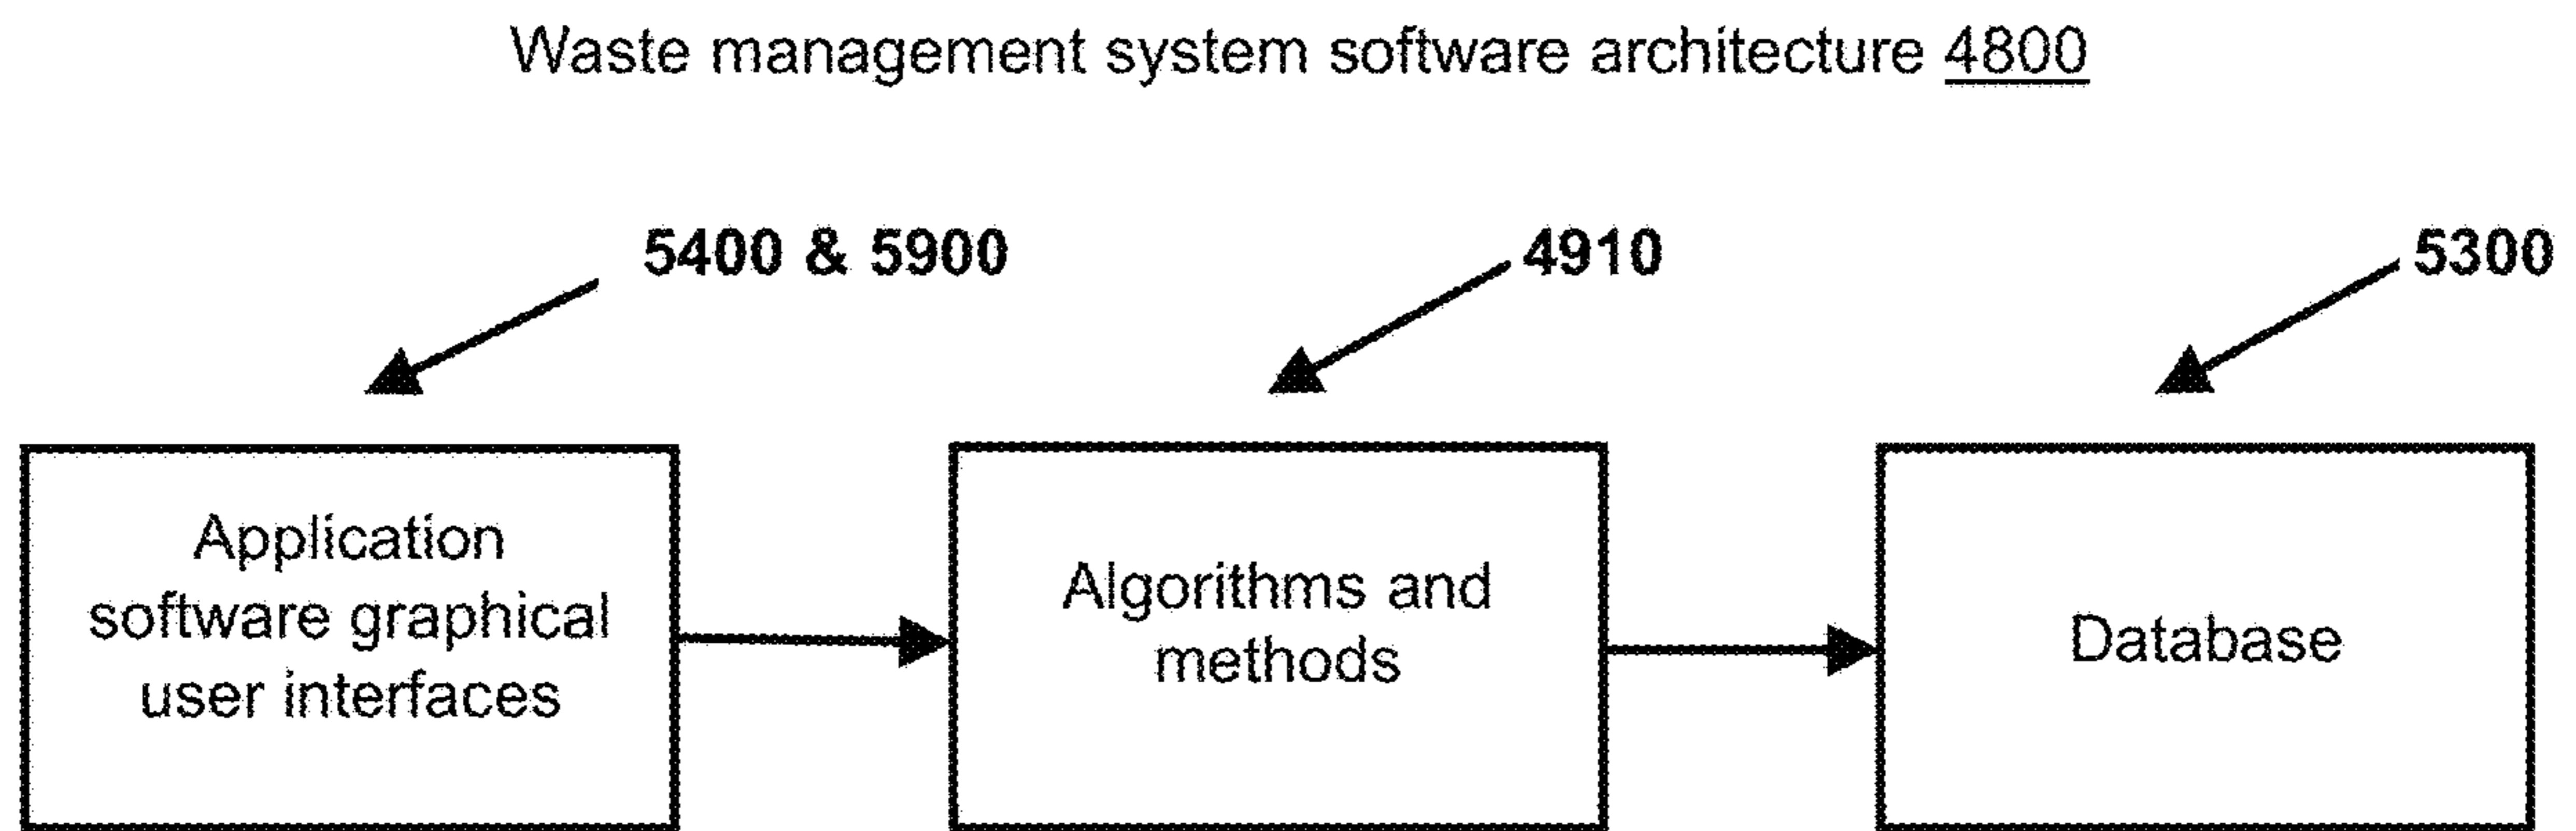 Waste management system software architecture 4800
5400 & 5900
4910
5300
Application
software graphical
user interfaces
Algorithms and
methods
Database